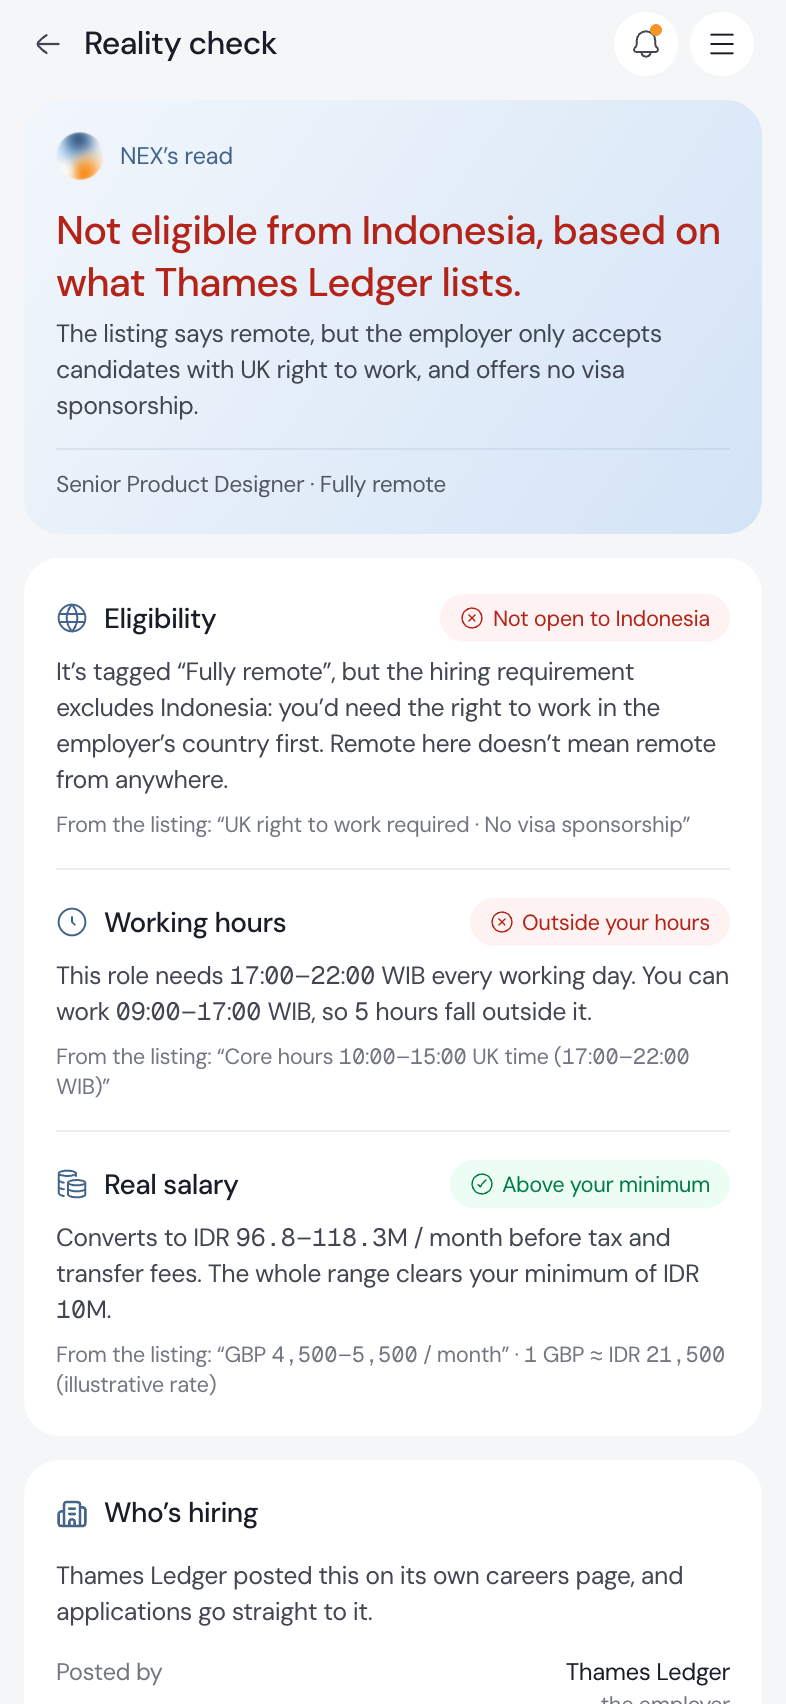 Reality check
NEX’s read
Not eligible from Indonesia, based on
what Thames Ledger lists.
The listing says remote, but the employer only accepts
candidates with UK right to work, and offers no visa
sponsorship.
Senior Product Designer · Fully remote
Eligibility
Not open to Indonesia
It’s tagged “Fully remote”, but the hiring requirement
excludes Indonesia: you’d need the right to work in the
employer’s country first. Remote here doesn’t mean remote
from anywhere.
From the listing: “UK right to work required · No visa sponsorship”
Working hours
Outside your hours
This role needs 17:00–22:00 WIB every working day. You can
work 09:00–17:00 WIB, so 5 hours fall outside it.
From the listing: “Core hours 10:00–15:00 UK time (17:00–22:00
WIB)”
Real salary
Above your minimum
Converts to IDR 96.8–118.3M / month before tax and
transfer fees. The whole range clears your minimum of IDR
10M.
From the listing: “GBP 4,500–5,500 / month” · 1 GBP ≈ IDR 21,500
(illustrative rate)
Who’s hiring
Thames Ledger posted this on its own careers page, and
applications go straight to it.
Posted by
Thames Ledger
the employer